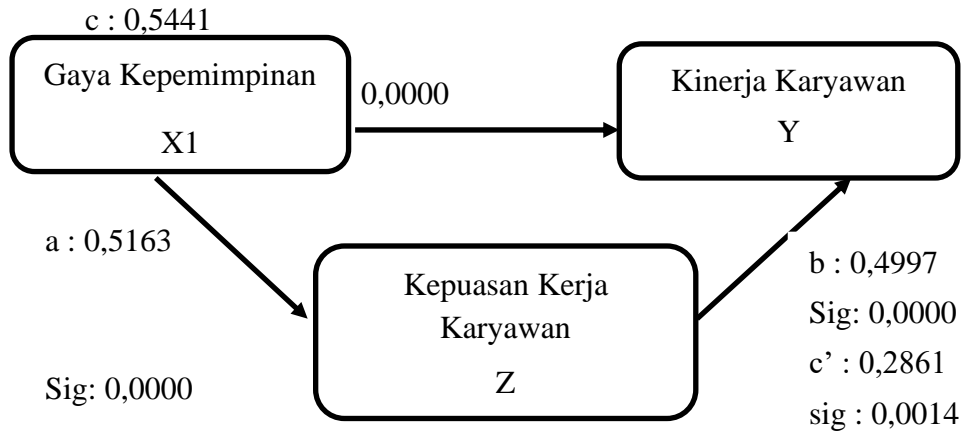 c : 0,5441
Gaya Kepemimpinan
X1
0,0000
Kinerja Karyawan
Y
a : 0,5163
Sig: 0,0000
Kepuasan Kerja
Karyawan
Z
b : 0,4997
Sig: 0,0000
c’ : 0,2861
sig : 0,0014